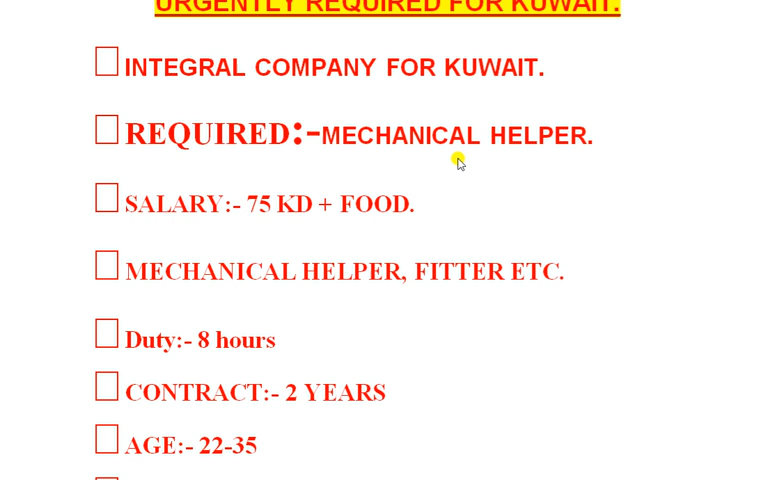 URGENTLY REQUIRED FOR KUWAIT.
INTEGRAL COMPANY FOR KUWAIT.
REQUIRED:-MECHANICAL HELPER.
SALARY:- 75 KD + FOOD.
MECHANICAL HELPER, FITTER ETC.
Duty:- 8 hours
CONTRACT:- 2 YEARS
AGE:- 22-35